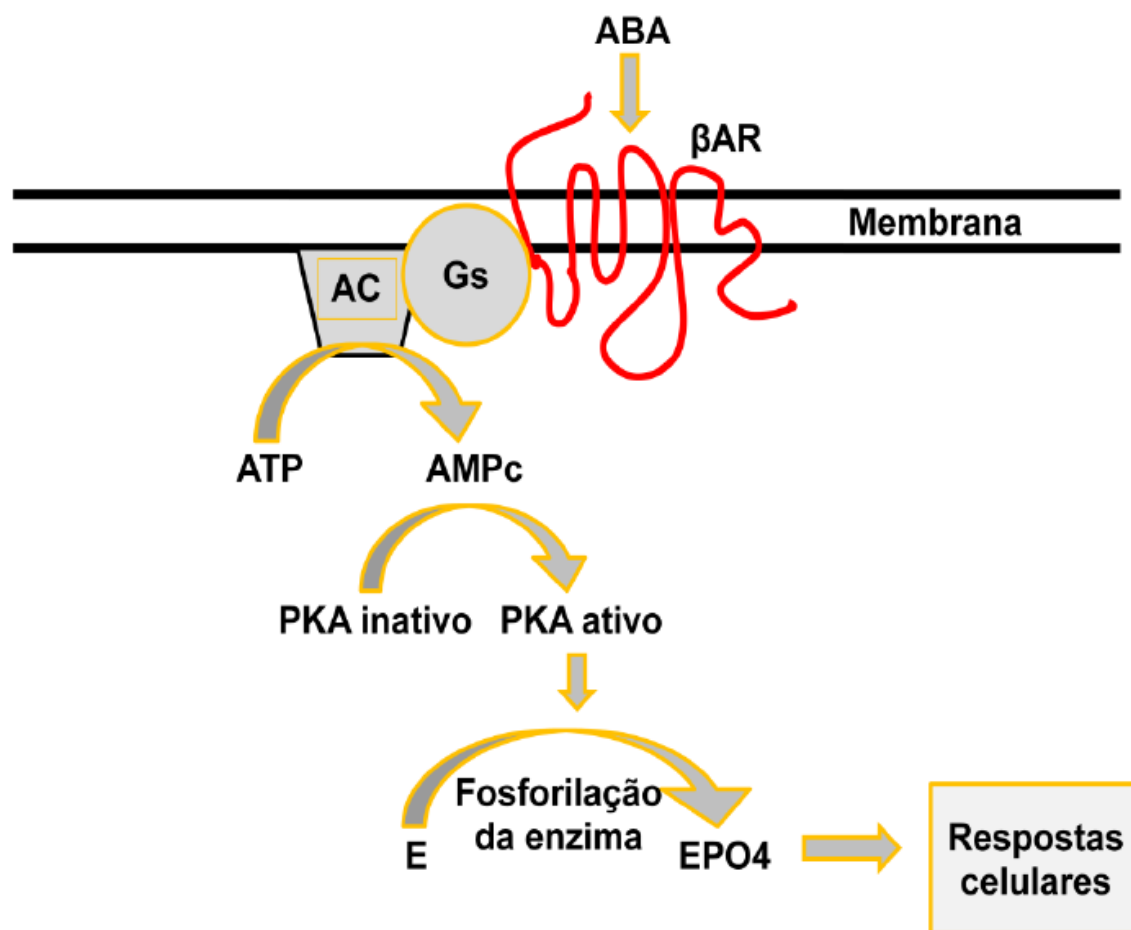 ABA
βAR
Membrana
AC
Gs
ATP
AMPc
PKA inativo
PKA ativo
Fosforilação
da enzima
E
EPO4
Respostas
celulares